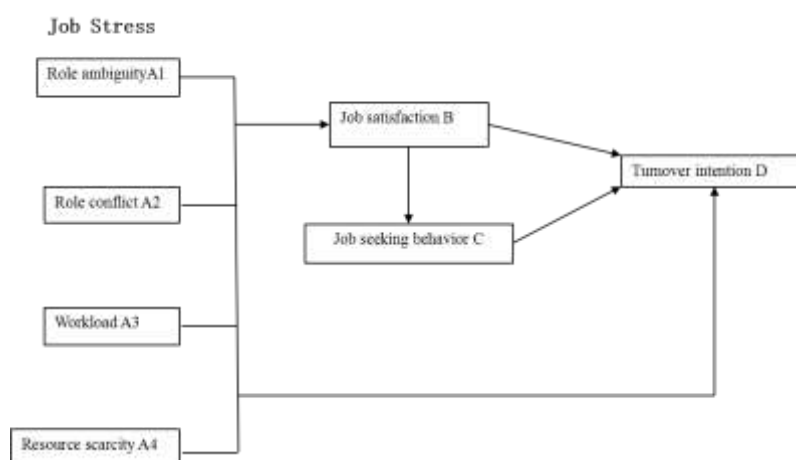 Job Stress
Role ambiguityA1
Job satisfaction B
Turnover intention D
Role conflict A2
Job seeking behavior C
Workload A3
Resource scarcity A4